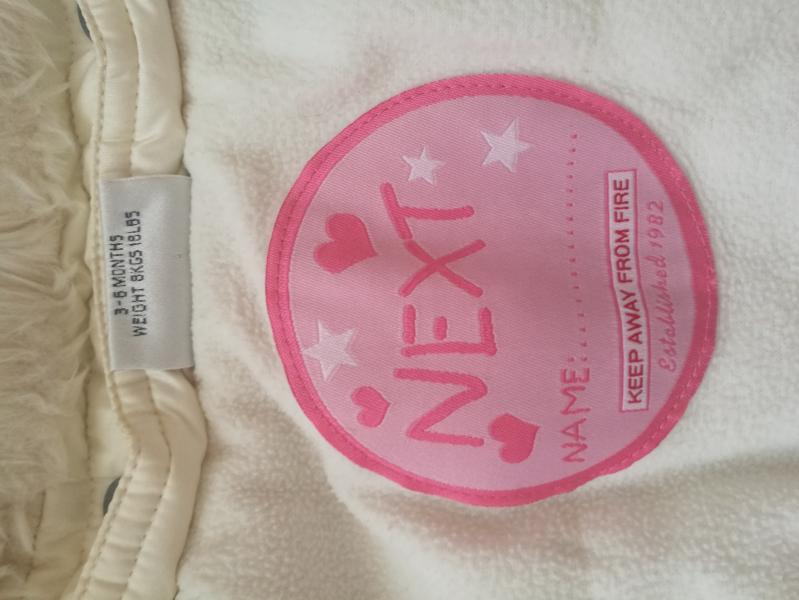 3-6 MONTHS
WEIGHT 8KGS 18LBS
NEXT
NAME:....................
KEEP AWAY FROM FIRE
Established 1982